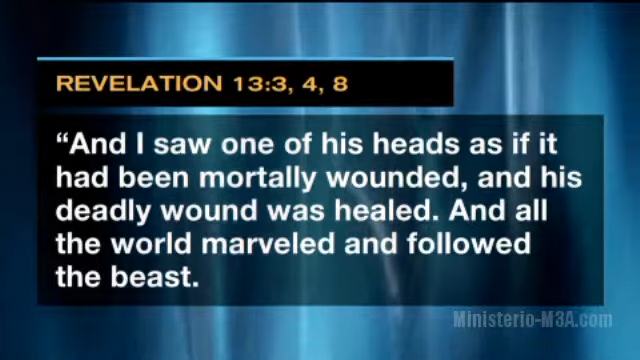 REVELATION 13:3, 4, 8
“And I saw one of his heads as if it
had been mortally wounded, and his
deadly wound was healed. And all
the world marveled and followed
the beast.
Ministerio-M3A.com